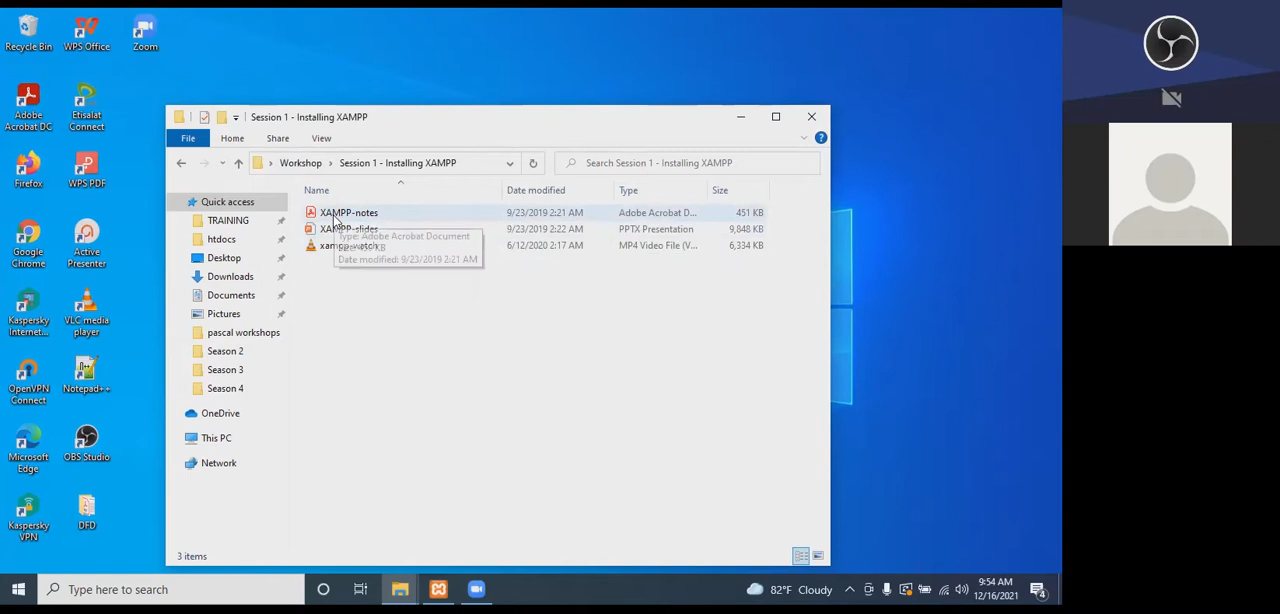 Recycle Bin
WPS Office
Zoom
Adobe
Acrobat DC
Etisalat
Connect
Firefox
WPS PDF
Google
Chrome
Active
Presenter
Kaspersky
Internet...
VLC media
player
OpenVPN
Connect
Notepad++
Microsoft
Edge
OBS Studio
Kaspersky
VPN
DFD
Session 1 - Installing XAMPP
File Home Share View
Workshop Session 1 - Installing XAMPP
Search Session 1 - Installing XAMPP
Name Date modified Type Size
Quick access
TRAINING
htdocs
Desktop
Downloads
Documents
Pictures
pascal workshops
Season 2
Season 3
Season 4
OneDrive
This PC
Network
XAMPP-notes 9/23/2019 2:21 AM Adobe Acrobat D... 451 KB
XAMPP-slides 9/23/2019 2:22 AM PPTX Presentation 9,848 KB
6/12/2020 2:17 AM MP4 Video File (V... 6,334 KB
Type: Adobe Acrobat Document
Date modified: 9/23/2019 2:21 AM
3 items
Type here to search
82°F Cloudy
9:54 AM
12/16/2021
4